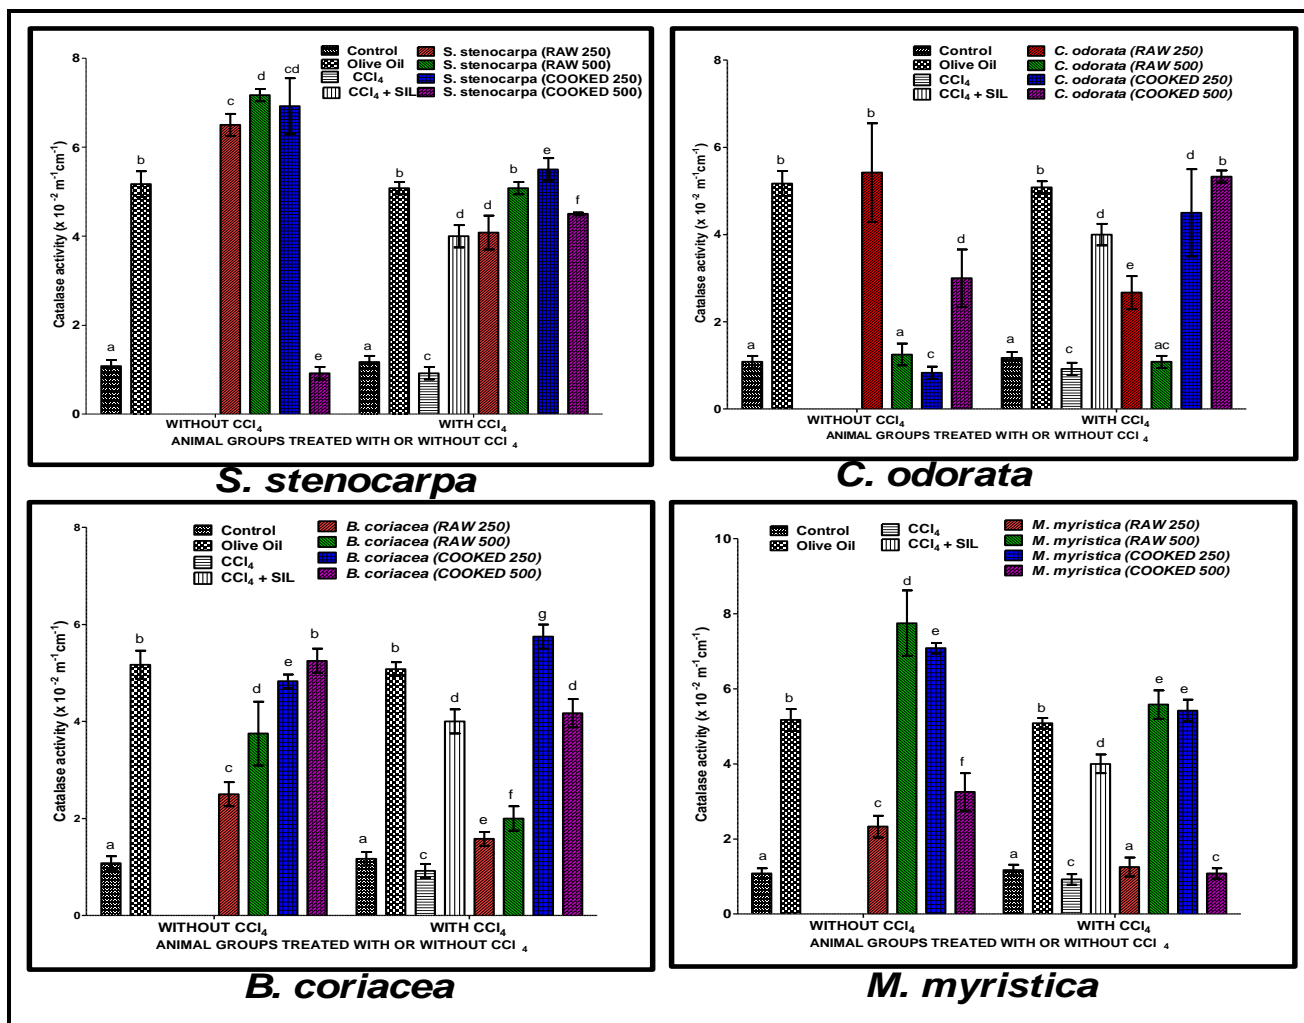 Control
Olive Oil
CCl₄
CCl₄ + SIL
S. stenocarpa (RAW 250)
S. stenocarpa (RAW 500)
S. stenocarpa (COOKED 250)
S. stenocarpa (COOKED 500)
Catalase activity (x 10⁻² m⁻¹cm⁻¹)
8
6
4
2
0
a
b
c
d
cd
e
a
b
c
d
d
b
e
f
WITHOUT CCl₄
WITH CCl₄
ANIMAL GROUPS TREATED WITH OR WITHOUT CCl ₄
S. stenocarpa
Control
Olive Oil
CCl₄
CCl₄ + SIL
C. odorata (RAW 250)
C. odorata (RAW 500)
C. odorata (COOKED 250)
C. odorata (COOKED 500)
Catalase activity (x 10⁻² m⁻¹cm⁻¹)
8
6
4
2
0
a
b
b
a
c
d
a
b
c
d
e
ac
d
b
WITHOUT CCl₄
WITH CCl₄
ANIMAL GROUPS TREATED WITH OR WITHOUT CCl ₄
C. odorata
Control
Olive Oil
CCl₄
CCl₄ + SIL
B. coriacea (RAW 250)
B. coriacea (RAW 500)
B. coriacea (COOKED 250)
B. coriacea (COOKED 500)
Catalase activity (x 10⁻² m⁻¹cm⁻¹)
8
6
4
2
0
a
b
c
d
e
b
a
b
c
d
e
f
g
d
WITHOUT CCl₄
WITH CCl₄
ANIMAL GROUPS TREATED WITH OR WITHOUT CCl ₄
B. coriacea
Control
Olive Oil
CCl₄
CCl₄ + SIL
M. myristica (RAW 250)
M. myristica (RAW 500)
M. myristica (COOKED 250)
M. myristica (COOKED 500)
Catalase activity (x 10⁻² m⁻¹cm⁻¹)
10
8
6
4
2
0
a
b
c
d
e
f
a
b
c
d
a
e
e
c
WITHOUT CCl₄
WITH CCl₄
ANIMAL GROUPS TREATED WITH OR WITHOUT CCl ₄
M. myristica